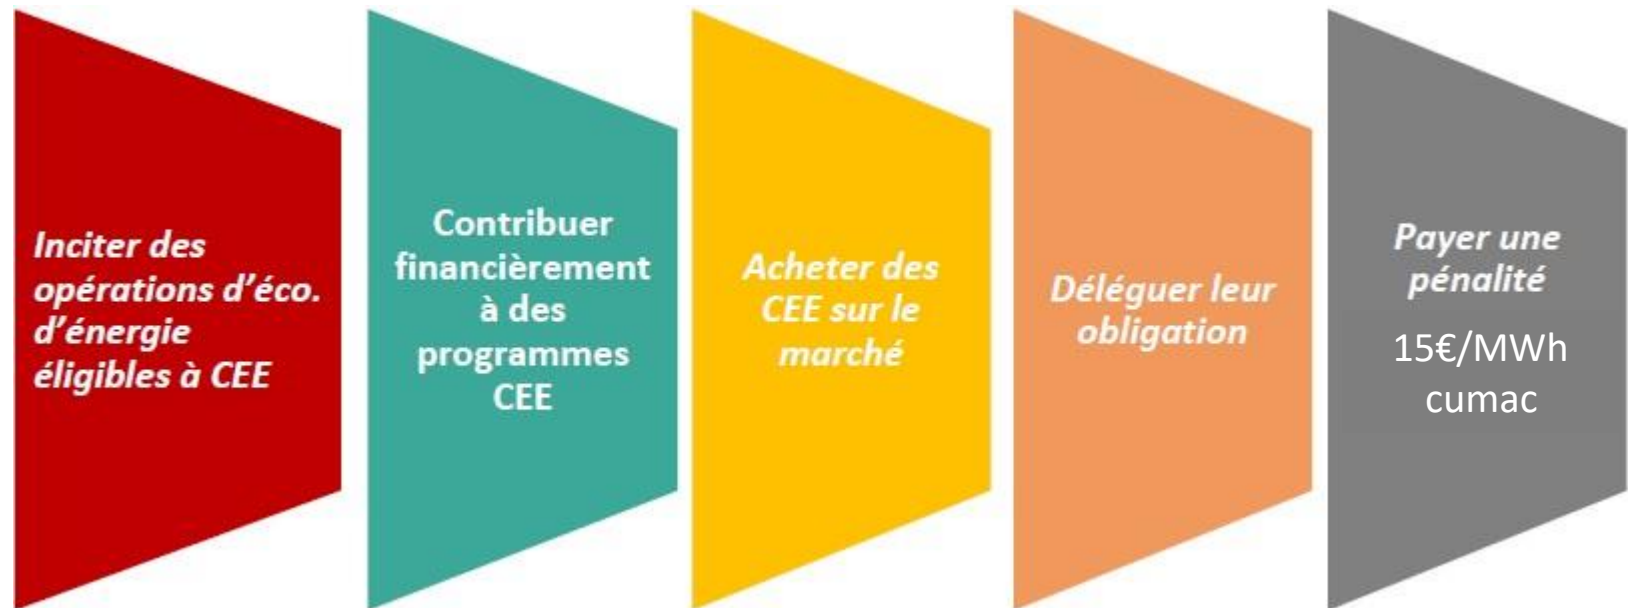 Inciter des
opérations d’éco.
d’énergie
éligibles à CEE
Contribuer
financièrement
à des
programmes
CEE
Acheter des
CEE sur le
marché
Déléguer leur
obligation
Payer une
pénalité
15€/MWh
cumac